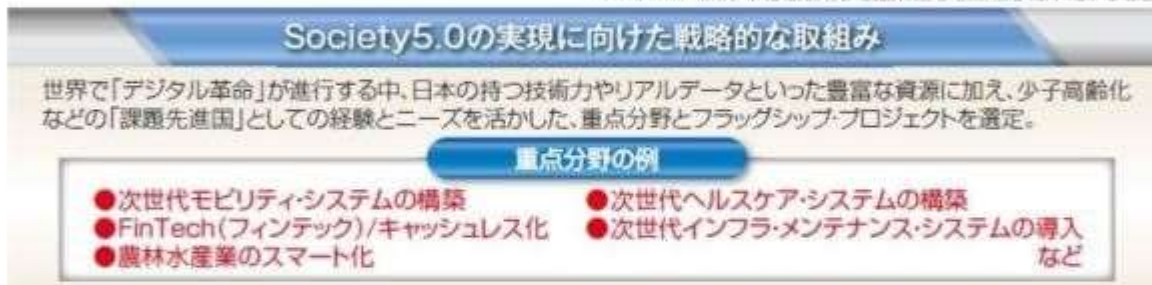 Society5.0の実現に向けた戦略的な取組み
世界で「デジタル革命」が進行する中、日本の持つ技術力やリアルデータといった豊富な資源に加え、少子高齢化
などの「課題先進国」としての経験とニーズを活かした、重点分野とフラッグシップ・プロジェクトを選定。
重点分野の例
●次世代モビリティ・システムの構築
●次世代ヘルスケア・システムの構築
●FinTech(フィンテック)/キャッシュレス化
●次世代インフラ・メンテナンス・システムの導入
●農林水産業のスマート化
など